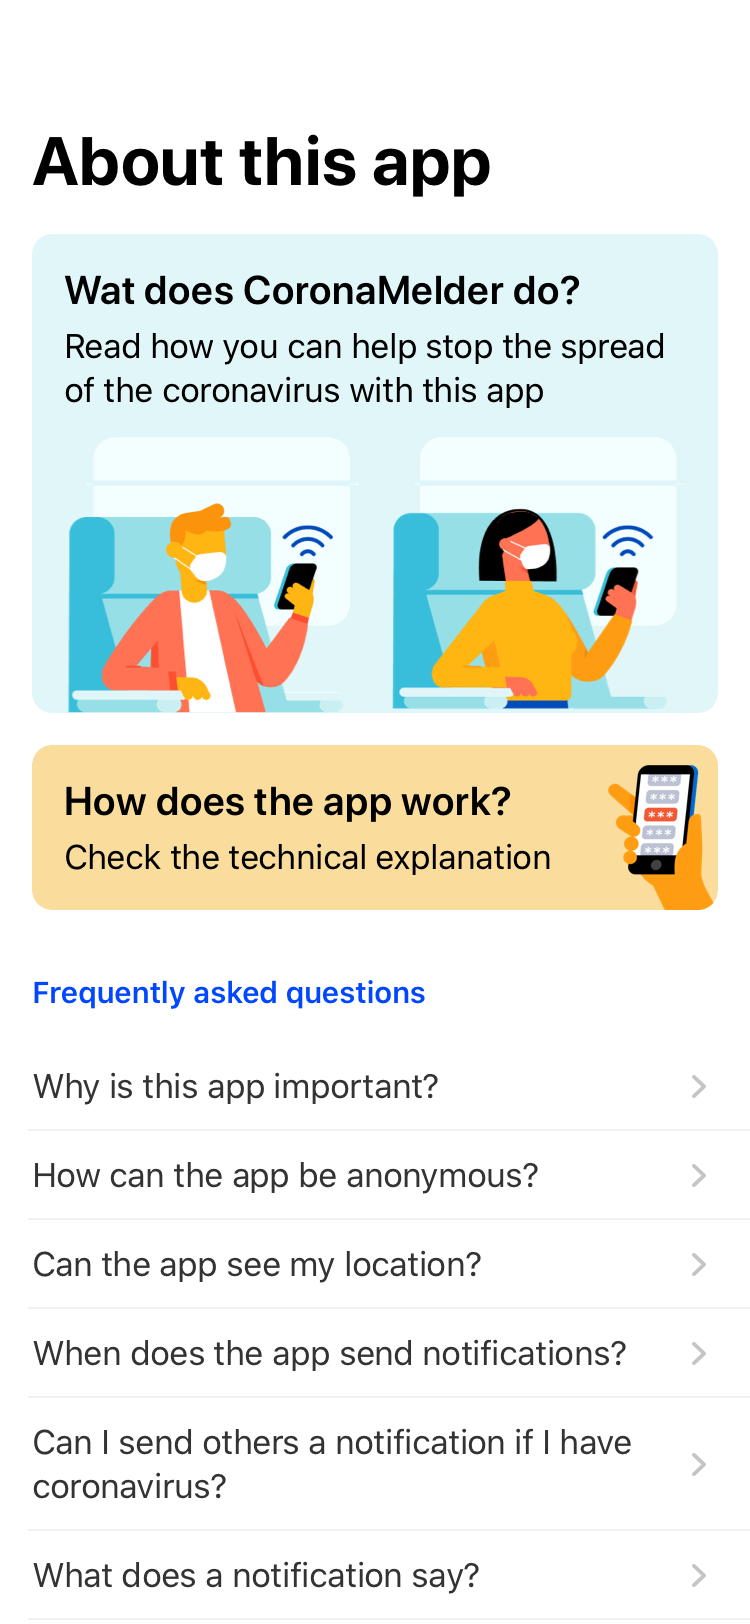 About this app
Wat does CoronaMelder do?
Read how you can help stop the spread
of the coronavirus with this app
How does the app work?
Check the technical explanation
***
***
***
***
***
Frequently asked questions
Why is this app important?
How can the app be anonymous?
Can the app see my location?
When does the app send notifications?
Can I send others a notification if I have
coronavirus?
What does a notification say?